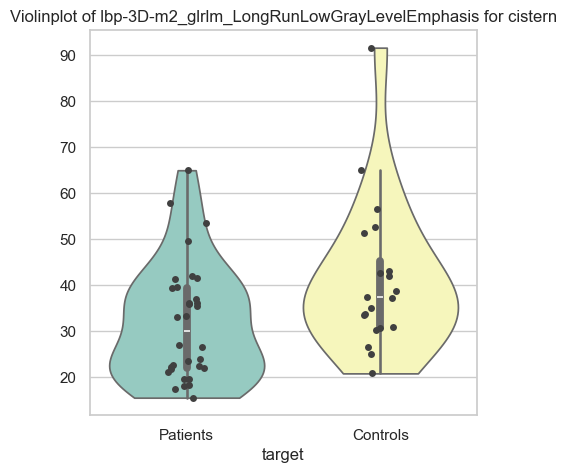 Violinplot of lbp-3D-m2_glrlm_LongRunLowGrayLevelEmphasis for cistern
90
80
70
60
50
40
30
20
Patients Controls
target